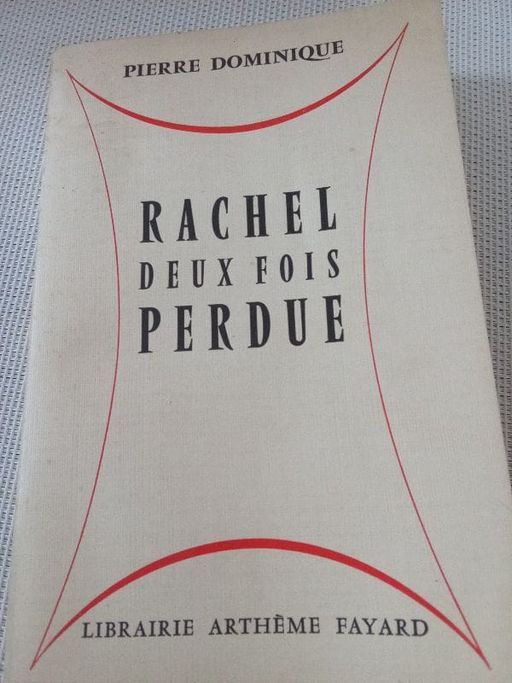 PIERRE DOMINIQUE
RACHEL
DEUX FOIS
PERDUE
LIBRAIRIE ARTHÈME FAYARD